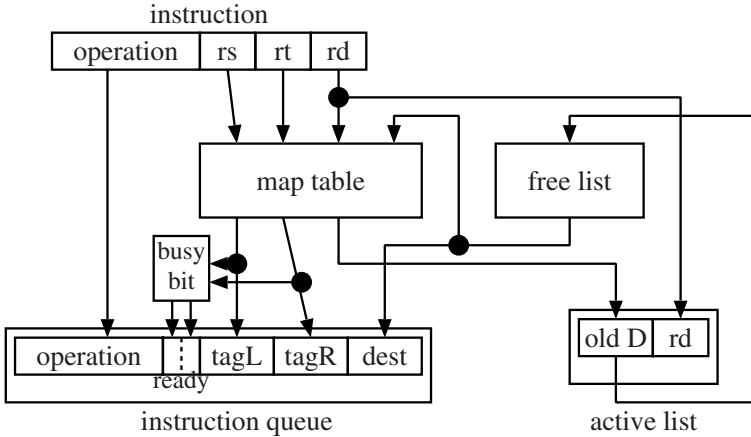 instruction
operation rs rt rd
map table
free list
busy
bit
operation tagL tagR dest
old D rd
ready
instruction queue
active list